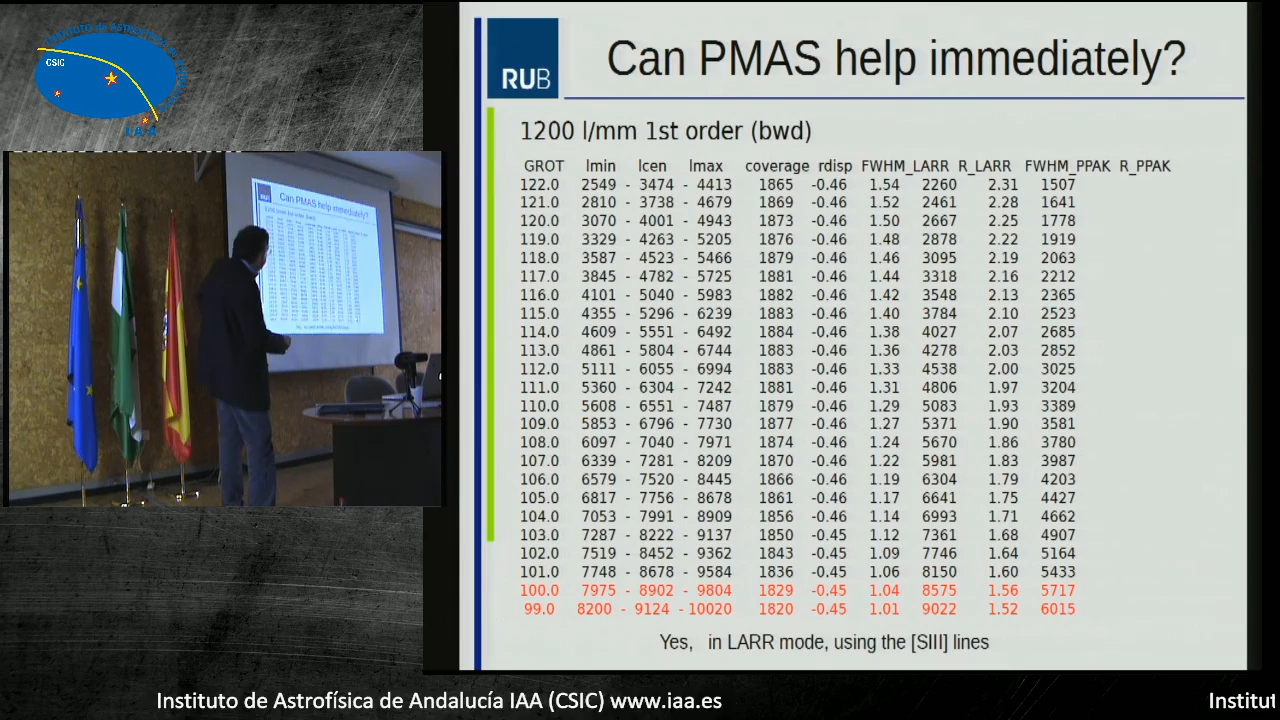 INSTITUTO de ASTROFÍSICA de
CSIC
I.A.A
RUB
Can PMAS help immediately?
1200 l/mm 1st order (bwd)
GROT lmin lcen lmax coverage rdisp FWHM_LARR R_LARR FWHM_PPAK R_PPAK
122.0 2549 - 3474 - 4413 1865 -0.46 1.54 2260 2.31 1507
121.0 2810 - 3738 - 4679 1869 -0.46 1.52 2461 2.28 1641
120.0 3070 - 4001 - 4943 1873 -0.46 1.50 2667 2.25 1778
119.0 3329 - 4263 - 5205 1876 -0.46 1.48 2878 2.22 1919
118.0 3587 - 4523 - 5466 1879 -0.46 1.46 3095 2.19 2063
117.0 3845 - 4782 - 5725 1881 -0.46 1.44 3318 2.16 2212
116.0 4101 - 5040 - 5983 1882 -0.46 1.42 3548 2.13 2365
115.0 4355 - 5296 - 6239 1883 -0.46 1.40 3784 2.10 2523
114.0 4609 - 5551 - 6492 1884 -0.46 1.38 4027 2.07 2685
113.0 4861 - 5804 - 6744 1883 -0.46 1.36 4278 2.03 2852
112.0 5111 - 6055 - 6994 1883 -0.46 1.33 4538 2.00 3025
111.0 5360 - 6304 - 7242 1881 -0.46 1.31 4806 1.97 3204
110.0 5608 - 6551 - 7487 1879 -0.46 1.29 5083 1.93 3389
109.0 5853 - 6796 - 7730 1877 -0.46 1.27 5371 1.90 3581
108.0 6097 - 7040 - 7971 1874 -0.46 1.24 5670 1.86 3780
107.0 6339 - 7281 - 8209 1870 -0.46 1.22 5981 1.83 3987
106.0 6579 - 7520 - 8445 1866 -0.46 1.19 6304 1.79 4203
105.0 6817 - 7756 - 8678 1861 -0.46 1.17 6641 1.75 4427
104.0 7053 - 7991 - 8909 1856 -0.46 1.14 6993 1.71 4662
103.0 7287 - 8222 - 9137 1850 -0.45 1.12 7361 1.68 4907
102.0 7519 - 8452 - 9362 1843 -0.45 1.09 7746 1.64 5164
101.0 7748 - 8678 - 9584 1836 -0.45 1.06 8150 1.60 5433
100.0 7975 - 8902 - 9804 1829 -0.45 1.04 8575 1.56 5717
99.0 8200 - 9124 - 10020 1820 -0.45 1.01 9022 1.52 6015
Yes, in LARR mode, using the [SIII] lines
RUB
Can PMAS help immediately?
Instituto de Astrofísica de Andalucía IAA (CSIC) www.iaa.es
Institut